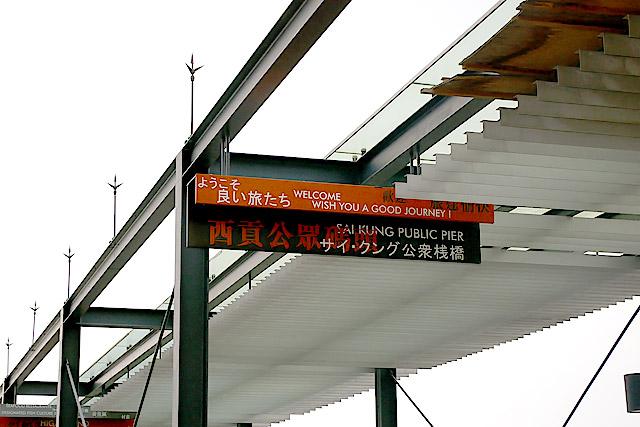 ようこそ
良い旅たち
WELCOME
WISH YOU A GOOD JOURNEY !
西貢公眾碼頭
SAI KUNG PUBLIC PIER
サイ・クング公衆桟橋